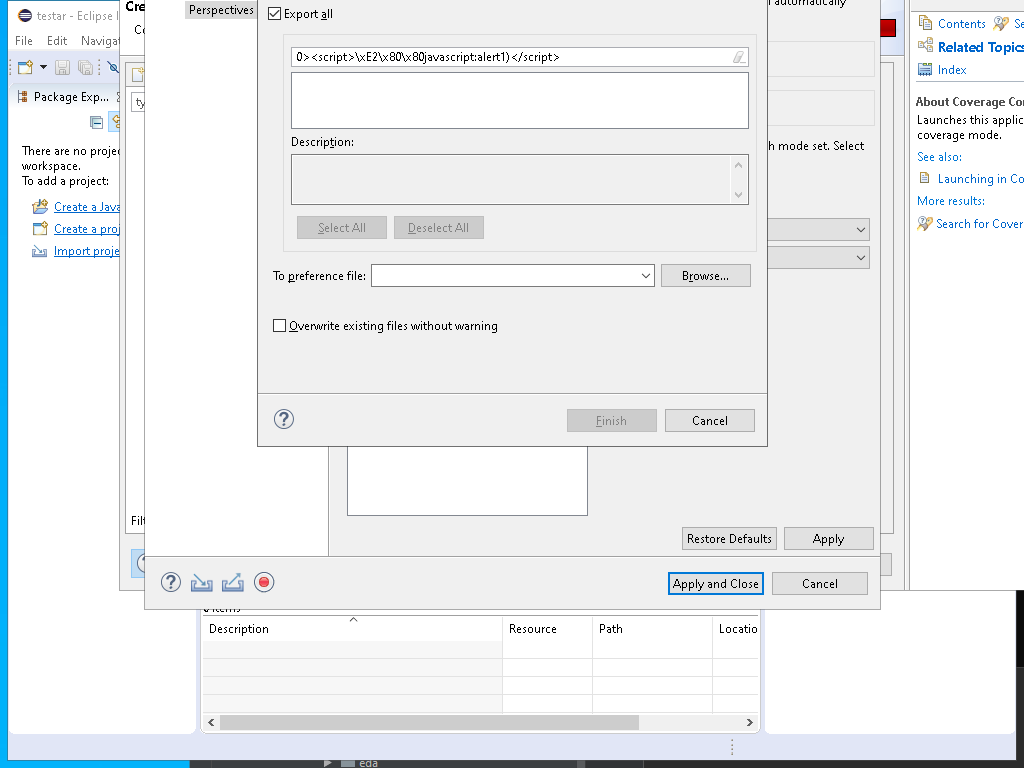 testar - Eclipse I
File Edit Navigat
Package Exp...
There are no proje
workspace.
To add a project:
Create a Java
Create a proj
Import proje
Cre
ty
Perspectives
Export all
0><script>\xE2\x80\x80javascript:alert1)</script>
Description:
Select All
Deselect All
To preference file:
Browse...
Overwrite existing files without warning
Finish
Cancel
automatically
h mode set. Select
Restore Defaults
Apply
Apply and Close
Cancel
Contents
Se
Related Topics
Index
About Coverage Co
Launches this applic
coverage mode.
See also:
Launching in Co
More results:
Search for Cover
Filt
Description
Resource
Path
Locatio
eda